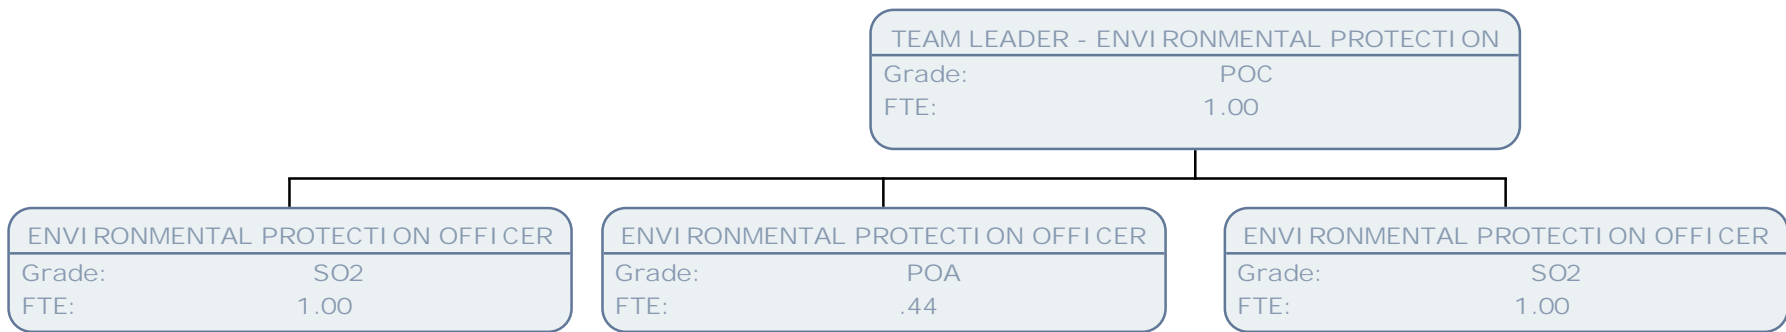 TEAM LEADER - ENVIRONMENTAL PROTECTION
Grade: POC
FTE: 1.00
ENVIRONMENTAL PROTECTION OFFICER
Grade: SO2
FTE: 1.00
ENVIRONMENTAL PROTECTION OFFICER
Grade: POA
FTE: .44
ENVIRONMENTAL PROTECTION OFFICER
Grade: SO2
FTE: 1.00